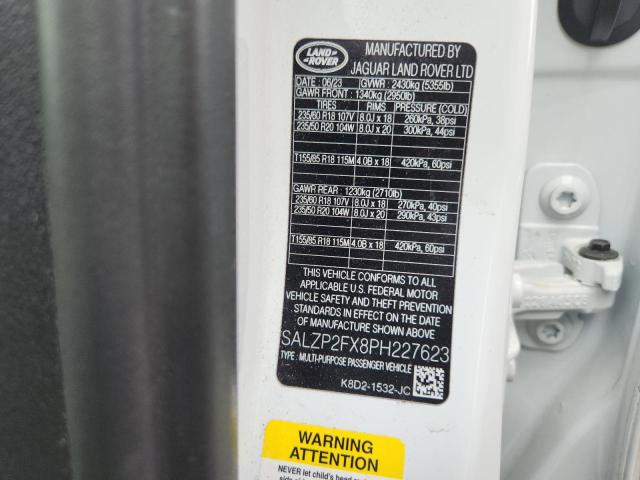 LAND ROVER
MANUFACTURED BY
JAGUAR LAND ROVER LTD
DATE : 06/23 GVWR : 2430kg (5355lb)
GAWR FRONT : 1340kg (2950lb)
TIRES RIMS PRESSURE (COLD)
235/60 R18 107V 8.0J x 18 260kPa, 38psi
235/50 R20 104W 8.0J x 20 300kPa, 44psi
T155/85 R18 115M 4.0B x 18 420kPa, 60psi
GAWR REAR : 1230kg (2710lb)
235/60 R18 107V 8.0J x 18 270kPa, 40psi
235/50 R20 104W 8.0J x 20 290kPa, 43psi
T155/85 R18 115M 4.0B x 18 420kPa, 60psi
THIS VEHICLE CONFORMS TO ALL
APPLICABLE U.S. FEDERAL MOTOR
VEHICLE SAFETY AND THEFT PREVENTION
STANDARDS IN EFFECT ON THE DATE
OF MANUFACTURE SHOWN ABOVE
SALZP2FX8PH227623
TYPE : MULTI-PURPOSE PASSENGER VEHICLE
K8D2-1532-JC
WARNING
ATTENTION
NEVER let child's head